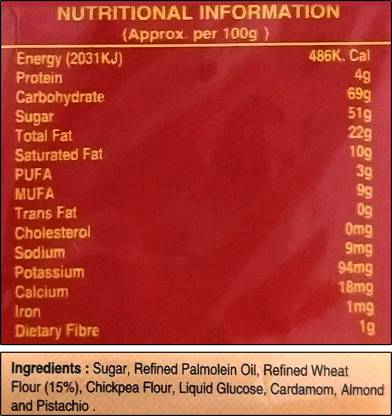 NUTRITIONAL INFORMATION
(Approx. per 100g )
Energy (2031KJ) 486K. Cal
Protein 4g
Carbohydrate 69g
Sugar 51g
Total Fat 22g
Saturated Fat 10g
PUFA 3g
MUFA 9g
Trans Fat 0g
Cholesterol 0mg
Sodium 9mg
Potassium 94mg
Calcium 18mg
Iron 1mg
Dietary Fibre 1g
Ingredients : Sugar, Refined Palmolein Oil, Refined Wheat
Flour (15%), Chickpea Flour, Liquid Glucose, Cardamom, Almond
and Pistachio .